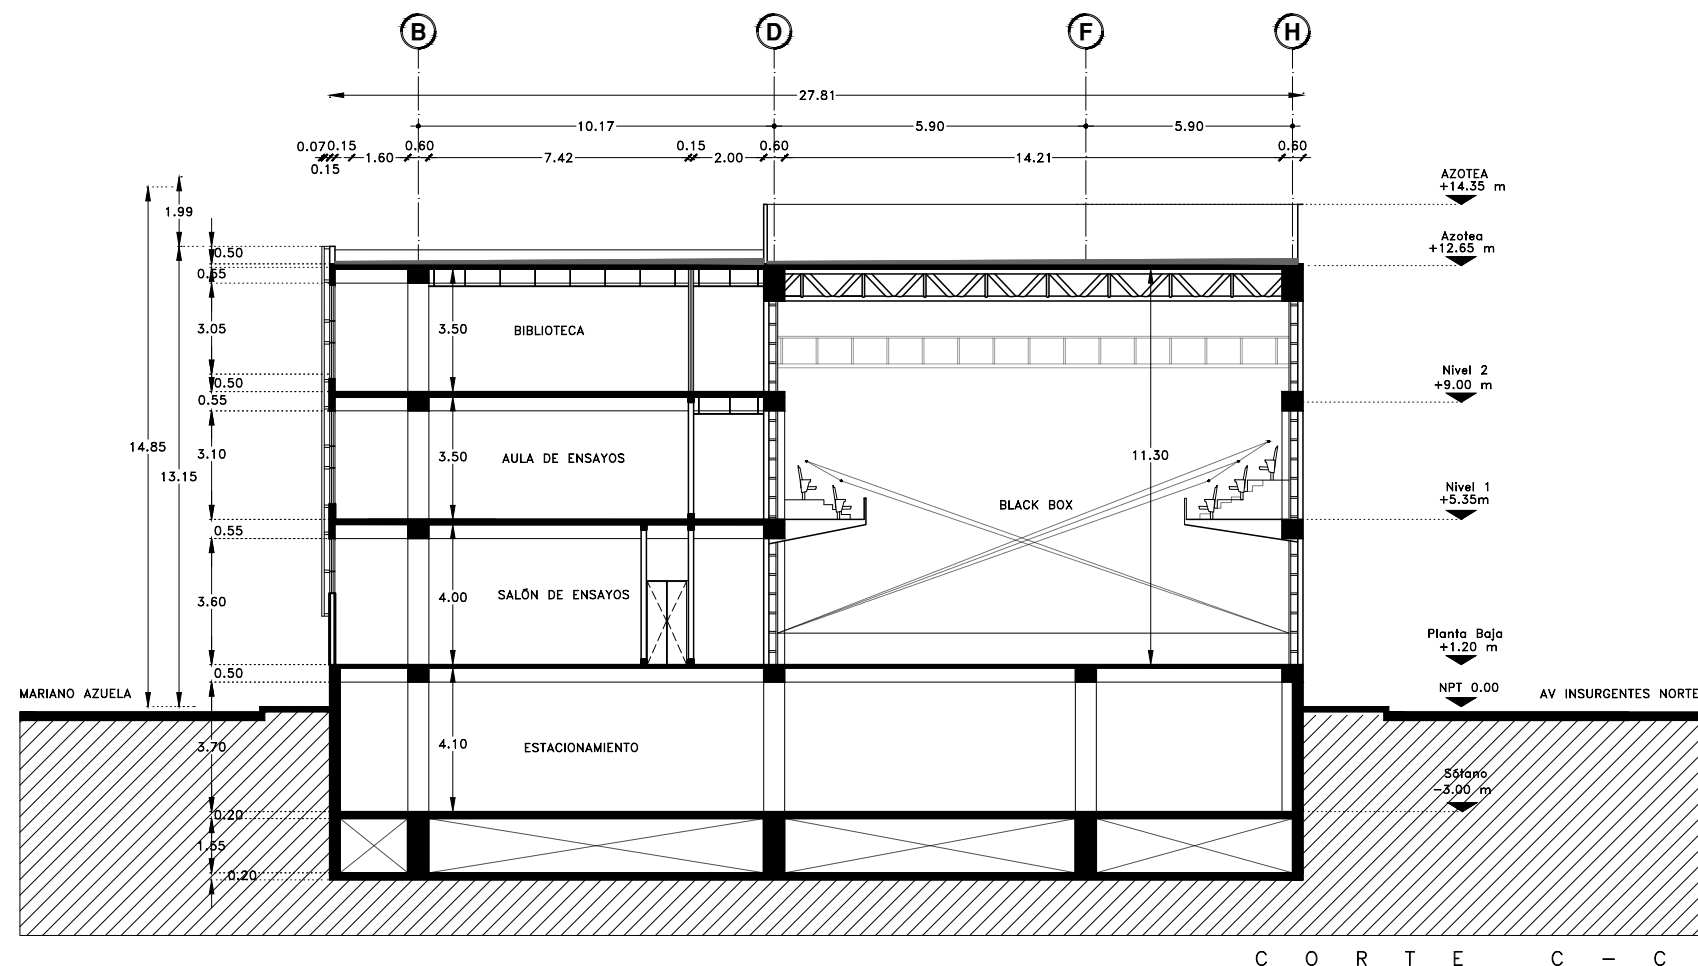 B D F H
27.81
10.17 5.90 5.90
0.07 0.15 0.60 0.15 0.60 0.60
1.60 7.42 2.00 14.21
0.15
AZOTEA
+14.35 m
1.99
Azotea
+12.65 m
0.50
0.55
3.05
3.50
BIBLIOTECA
Nivel 2
+9.00 m
0.50
0.55
14.85
13.15
3.10
3.50
AULA DE ENSAYOS
11.30
BLACK BOX
Nivel 1
+5.35m
0.55
3.60
4.00
SALÓN DE ENSAYOS
Planta Baja
+1.20 m
0.50
MARIANO AZUELA
NPT 0.00
AV INSURGENTES NORTE
3.70
4.10
ESTACIONAMIENTO
Sótano
-3.00 m
0.20
1.55
0.20
CORTE C-C